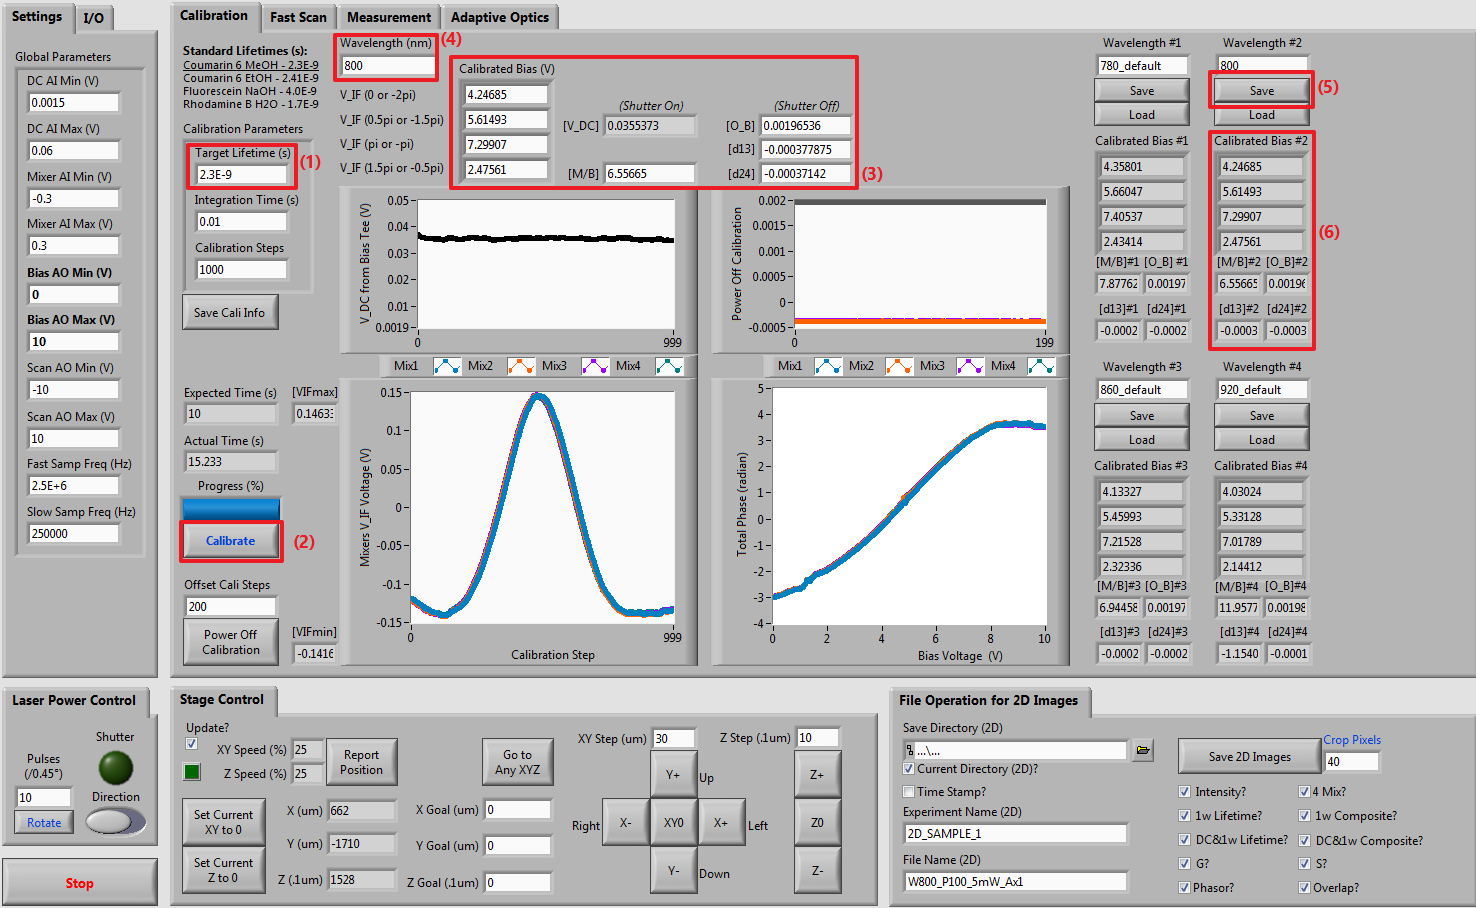 Settings
I/O
Global Parameters
DC AI Min (V)
0.0015
DC AI Max (V)
0.06
Mixer AI Min (V)
-0.3
Mixer AI Max (V)
0.3
Bias AO Min (V)
0
Bias AO Max (V)
10
Scan AO Min (V)
-10
Scan AO Max (V)
10
Fast Samp Freq (Hz)
2.5E+6
Slow Samp Freq (Hz)
250000
Calibration
Fast Scan
Measurement
Adaptive Optics
Standard Lifetimes (s):
Coumarin 6 MeOH - 2.3E-9
Coumarin 6 EtOH - 2.41E-9
Fluorescein NaOH - 4.0E-9
Rhodamine B H2O - 1.7E-9
Calibration Parameters
Target Lifetime (s)
(1)
2.3E-9
Integration Time (s)
0.01
Calibration Steps
1000
Save Cali Info
Expected Time (s)
10
[VIFmax]
0.1463
Actual Time (s)
15.233
Progress (%)
Calibrate
(2)
Offset Cali Steps
200
Power Off
Calibration
[VIFmin]
-0.1416
Wavelength (nm)
(4)
800
V_IF (0 or -2pi)
V_IF (0.5pi or -1.5pi)
V_IF (pi or -pi)
V_IF (1.5pi or -0.5pi)
Calibrated Bias (V)
4.24685
5.61493
7.29907
2.47561
(Shutter On)
[V_DC] 0.0355373
[M/B] 6.55665
(Shutter Off)
[O_B] 0.00196536
[d13] -0.000377875
[d24] -0.00037142
(3)
V_DC from Bias Tee (V)
0.05
0.04
0.03
0.02
0.01
0.0019
0
999
Power Off Calibration
0.002
0.0015
0.001
0.0005
0
-0.0005
0
199
Mix1 Mix2 Mix3 Mix4
Mixers V_IF Voltage (V)
0.15
0.1
0.05
0
-0.05
-0.1
-0.15
0
999
Calibration Step
Mix1 Mix2 Mix3 Mix4
Total Phase (radian)
5
4
3
2
1
0
-1
-2
-3
-4
0 2 4 6 8 10
Bias Voltage (V)
Wavelength #1
780_default
Save
Load
Calibrated Bias #1
4.35801
5.66047
7.40537
2.43414
[M/B]#1 [O_B] #1
7.87762 0.00197
[d13]#1 [d24]#1
-0.0002 -0.0002
Wavelength #2
800
Save
(5)
Load
Calibrated Bias #2
4.24685
5.61493
7.29907
2.47561
(6)
[M/B]#2 [O_B]#2
6.55665 0.00196
[d13]#2 [d24]#2
-0.0003 -0.0003
Wavelength #3
860_default
Save
Load
Calibrated Bias #3
4.13327
5.45993
7.21528
2.32336
[M/B]#3 [O_B]#3
6.94458 0.00197
[d13]#3 [d24]#3
-0.0002 -0.0002
Wavelength #4
920_default
Save
Load
Calibrated Bias #4
4.03024
5.33128
7.01789
2.14412
[M/B]#4 [O_B]#4
11.9577 0.00198
[d13]#4 [d24]#4
-1.1540 -0.0001
Laser Power Control
Shutter
Pulses
(/0.45°)
10
Direction
Rotate
Stop
Stage Control
Update?
XY Speed (%) 25
Z Speed (%) 25
Report
Position
Go to
Any XYZ
Set Current
XY to 0
Set Current
Z to 0
X (um) 662
Y (um) -1710
Z (.1um) 1528
X Goal (um) 0
Y Goal (um) 0
Z Goal (.1um) 0
XY Step (um) 30
Z Step (.1um) 10
Y+ Up
Right X- XY0 X+ Left
Y- Down
Z+
Z0
Z-
File Operation for 2D Images
Save Directory (2D)
...\...
Current Directory (2D)?
Time Stamp?
Experiment Name (2D)
2D_SAMPLE_1
File Name (2D)
W800_P100_5mW_Ax1
Save 2D Images
Crop Pixels
40
Intensity? 4 Mix?
1w Lifetime? 1w Composite?
DC&1w Lifetime? DC&1w Composite?
G? S?
Phasor? Overlap?